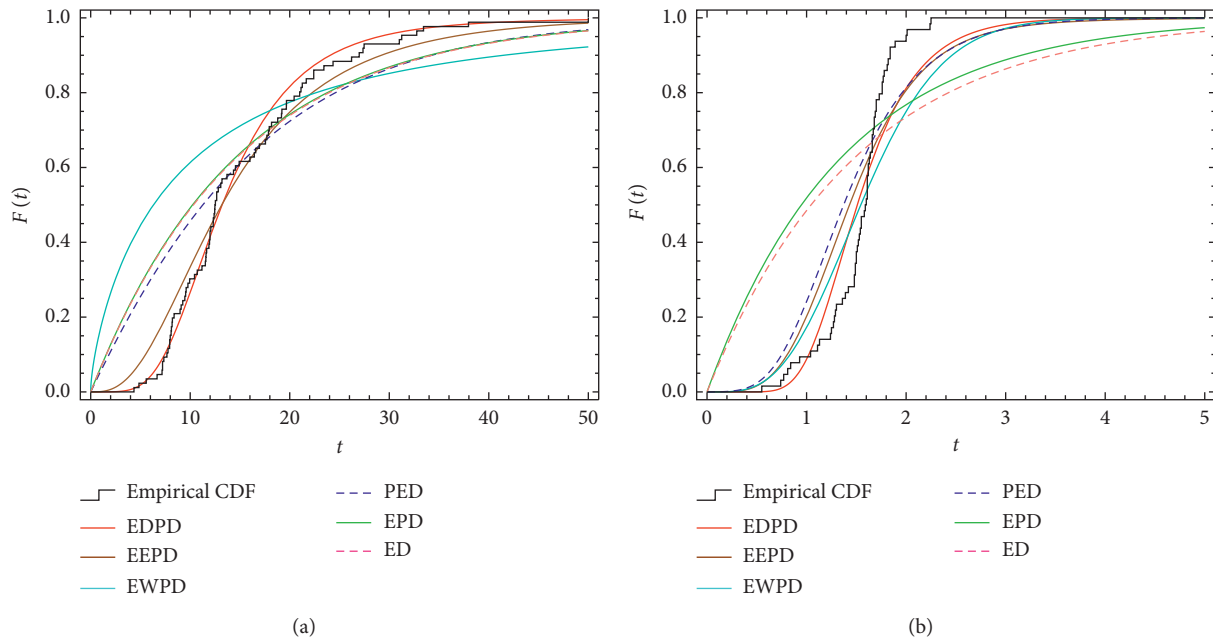 1.0
0.8
0.6
0.4
0.2
0.0
F (t)
0 10 20 30 40 50
t
Empirical CDF
EDPD
EEPD
EWPD
PED
EPD
ED
(a)
1.0
0.8
0.6
0.4
0.2
0.0
F (t)
0 1 2 3 4 5
t
Empirical CDF
EDPD
EEPD
EWPD
PED
EPD
ED
(b)